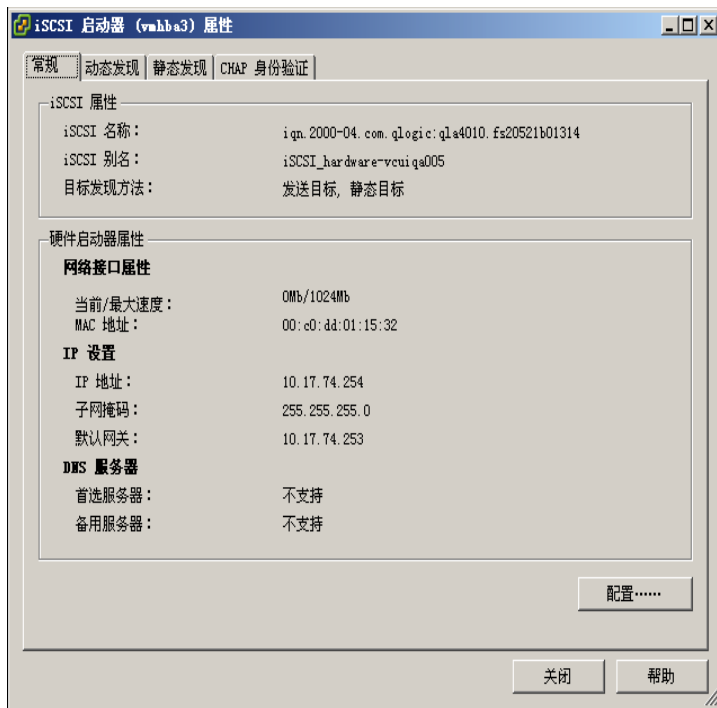 iSCSI 启动器 (vmhba3) 属性
常规 动态发现 静态发现 CHAP 身份验证
iSCSI 属性
iSCSI 名称： iqn.2000-04.com.qlogic:qla4010.fs20521b01314
iSCSI 别名： iSCSI_hardware-vcuiqa005
目标发现方法： 发送目标, 静态目标
硬件启动器属性
网络接口属性
当前/最大速度： 0Mb/1024Mb
MAC 地址： 00:c0:dd:01:15:32
IP 设置
IP 地址： 10.17.74.254
子网掩码： 255.255.255.0
默认网关： 10.17.74.253
DNS 服务器
首选服务器： 不支持
备用服务器： 不支持
配置……
关闭 帮助